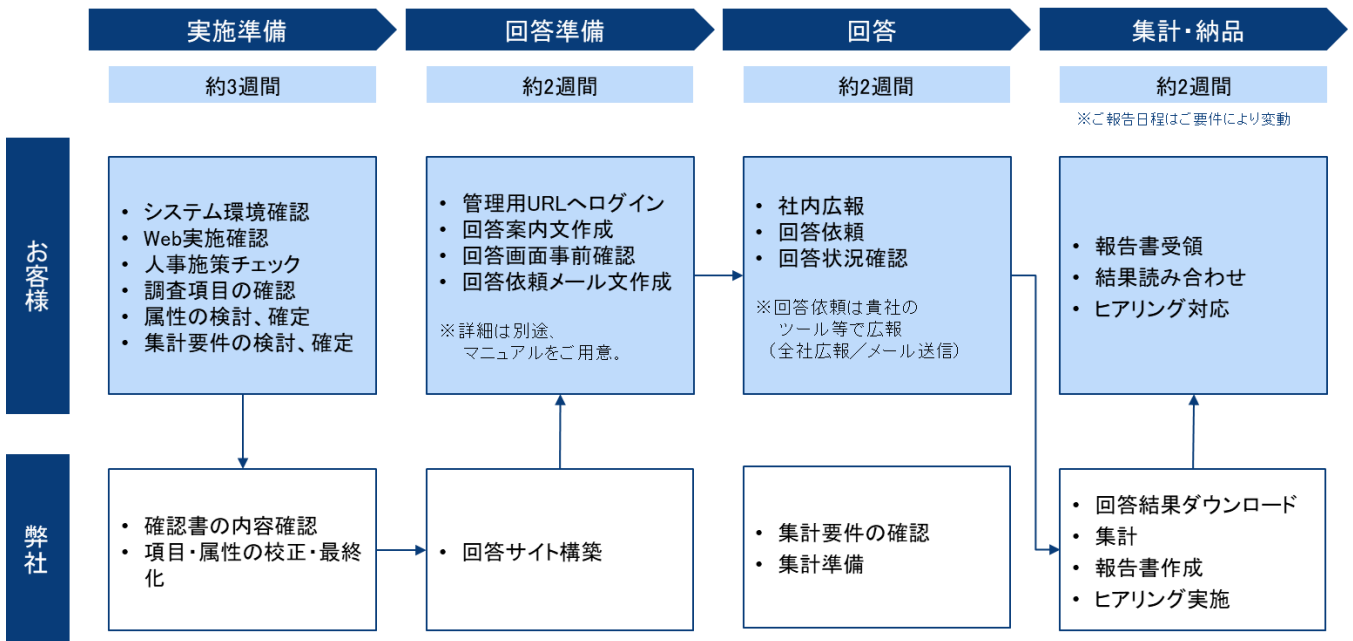 実施準備
回答準備
回答
集計・納品
約3週間
約2週間
約2週間
約2週間
※ご報告日程はご要件により変動
お客様
• システム環境確認
• Web実施確認
• 人事施策チェック
• 調査項目の確認
• 属性の検討、確定
• 集計要件の検討、確定
• 管理用URLへログイン
• 回答案内文作成
• 回答画面事前確認
• 回答依頼メール文作成
※詳細は別途、
マニュアルをご用意。
• 社内広報
• 回答依頼
• 回答状況確認
※回答依頼は貴社の
ツール等で広報
(全社広報／メール送信)
• 報告書受領
• 結果読み合わせ
• ヒアリング対応
弊社
• 確認書の内容確認
• 項目・属性の校正・最終
化
• 回答サイト構築
• 集計要件の確認
• 集計準備
• 回答結果ダウンロード
• 集計
• 報告書作成
• ヒアリング実施